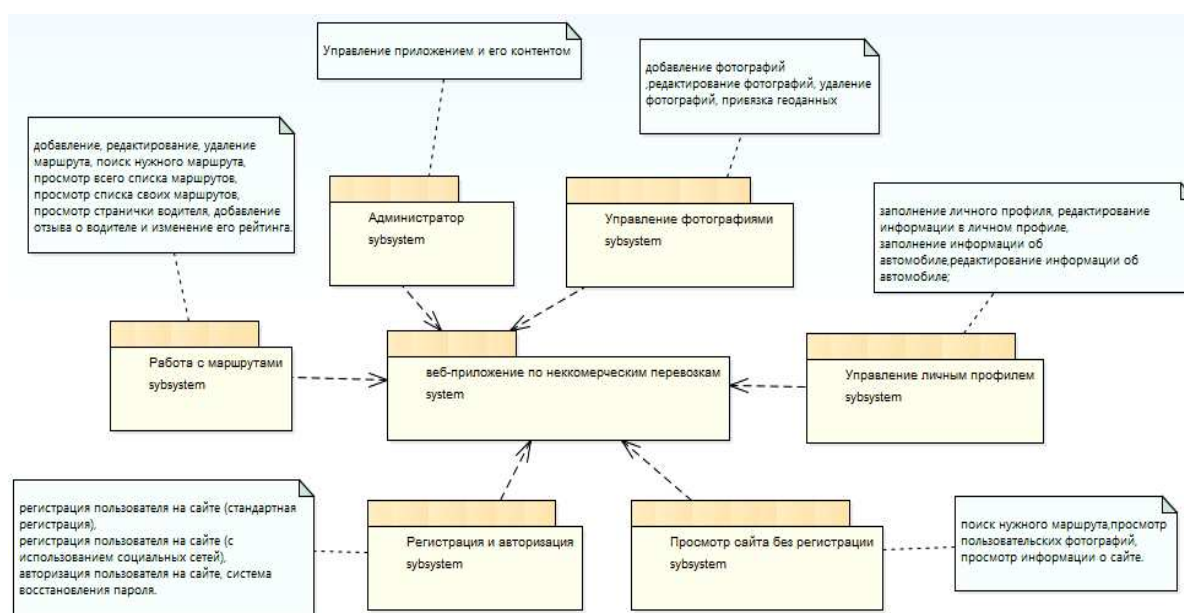 Управление приложением и его контентом
добавление фотографий
,редактирование фотографий, удаление
фотографий, привязка геоданных
добавление, редактирование, удаление
маршрута, поиск нужного маршрута,
просмотр всего списка маршрутов,
просмотр списка своих маршрутов,
просмотр странички водителя, добавление
отзыва о водителе и изменение его рейтинга.
Администратор
sybsystem
Управление фотографиями
sybsystem
заполнение личного профиля, редактирование
информации в личном профиле,
заполнение информации об
автомобиле,редактирование информации об
автомобиле;
Работа с маршрутами
sybsystem
веб-приложение по неккомерческим перевозкам
system
Управление личным профилем
sybsystem
регистрация пользователя на сайте (стандартная
регистрация),
регистрация пользователя на сайте (с
использованием социальных сетей),
авторизация пользователя на сайте, система
восстановления пароля.
Регистрация и авторизация
sybsystem
Просмотр сайта без регистрации
sybsystem
поиск нужного маршрута,просмотр
пользовательских фотографий,
просмотр информации о сайте.